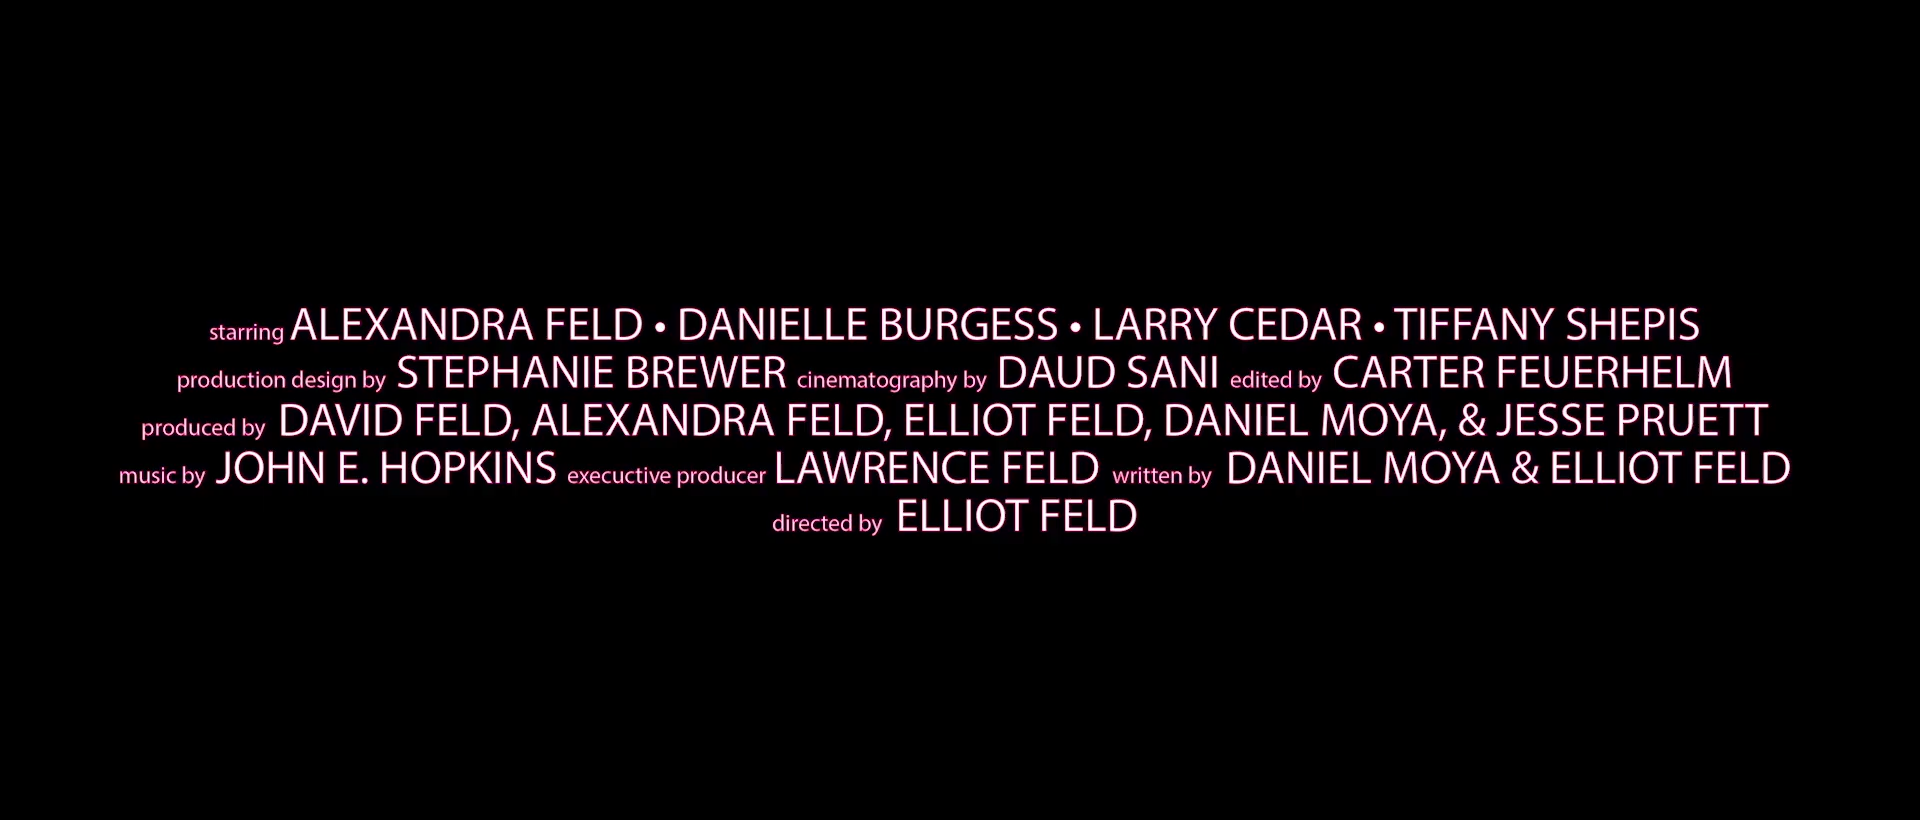 starring ALEXANDRA FELD • DANIELLE BURGESS • LARRY CEDAR • TIFFANY SHEPIS
production design by STEPHANIE BREWER cinematography by DAUD SANI edited by CARTER FEUERHELM
produced by DAVID FELD, ALEXANDRA FELD, ELLIOT FELD, DANIEL MOYA, & JESSE PRUETT
music by JOHN E. HOPKINS execuctive producer LAWRENCE FELD written by DANIEL MOYA & ELLIOT FELD
directed by ELLIOT FELD